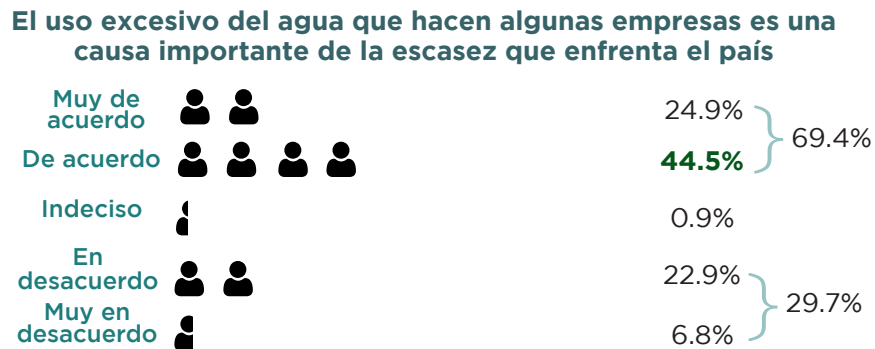 El uso excesivo del agua que hacen algunas empresas es una
causa importante de la escasez que enfrenta el país
Muy de
acuerdo
24.9%
De acuerdo
44.5%
69.4%
Indeciso
0.9%
En
desacuerdo
22.9%
Muy en
desacuerdo
6.8%
29.7%